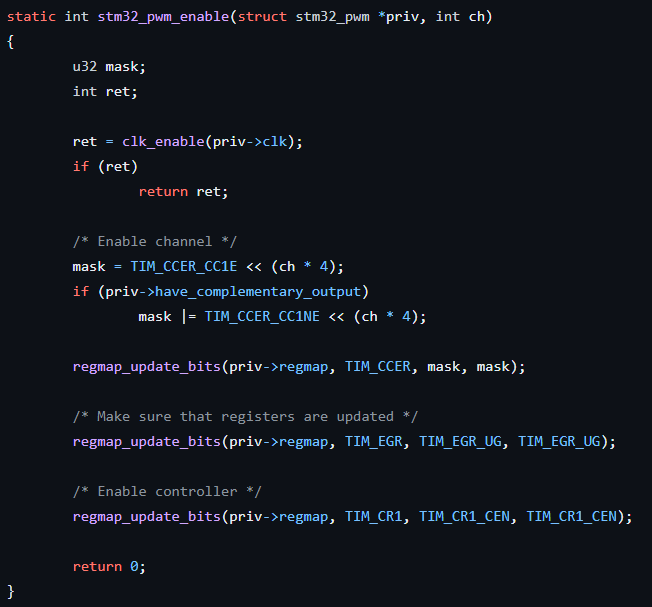 static int stm32_pwm_enable(struct stm32_pwm *priv, int ch)
{
        u32 mask;
        int ret;

        ret = clk_enable(priv->clk);
        if (ret)
                return ret;

        /* Enable channel */
        mask = TIM_CCER_CC1E << (ch * 4);
        if (priv->have_complementary_output)
                mask |= TIM_CCER_CC1NE << (ch * 4);

        regmap_update_bits(priv->regmap, TIM_CCER, mask, mask);

        /* Make sure that registers are updated */
        regmap_update_bits(priv->regmap, TIM_EGR, TIM_EGR_UG, TIM_EGR_UG);

        /* Enable controller */
        regmap_update_bits(priv->regmap, TIM_CR1, TIM_CR1_CEN, TIM_CR1_CEN);

        return 0;
}